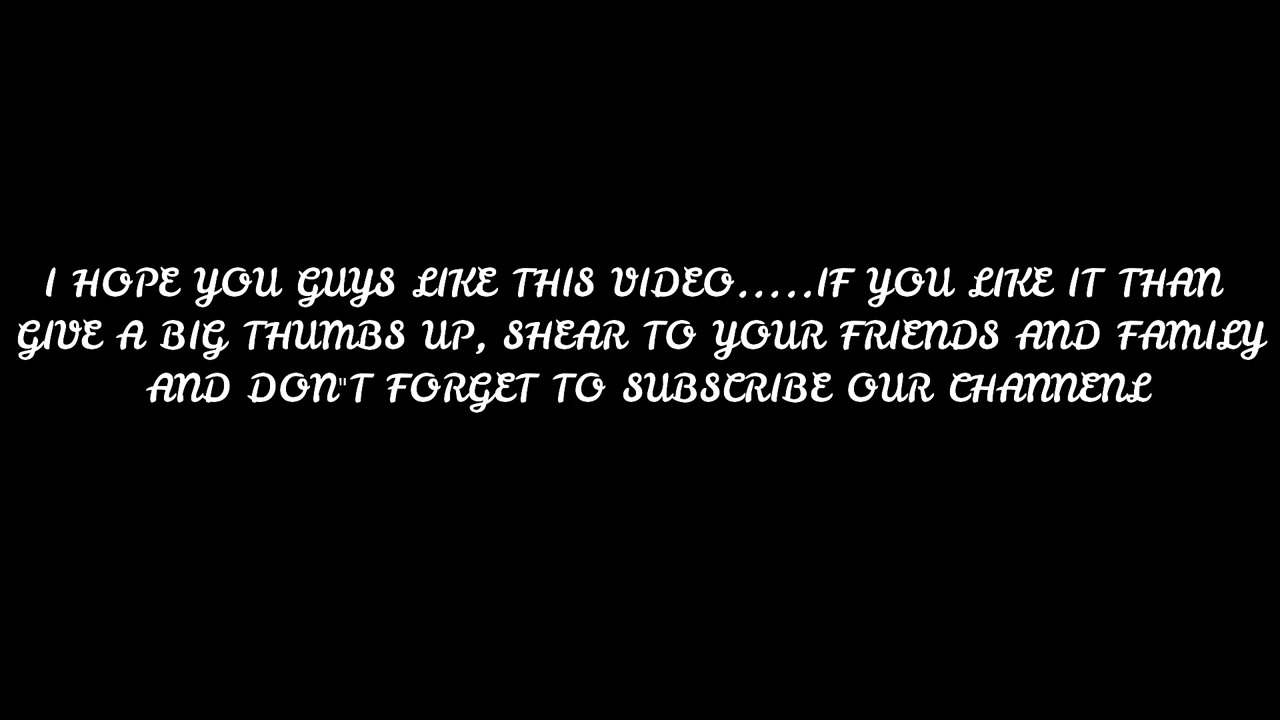 I HOPE YOU GUYS LIKE THIS VIDEO.....IF YOU LIKE IT THAN
GIVE A BIG THUMBS UP, SHEAR TO YOUR FRIENDS AND FAMILY
AND DON"T FORGET TO SUBSCRIBE OUR CHANNENL